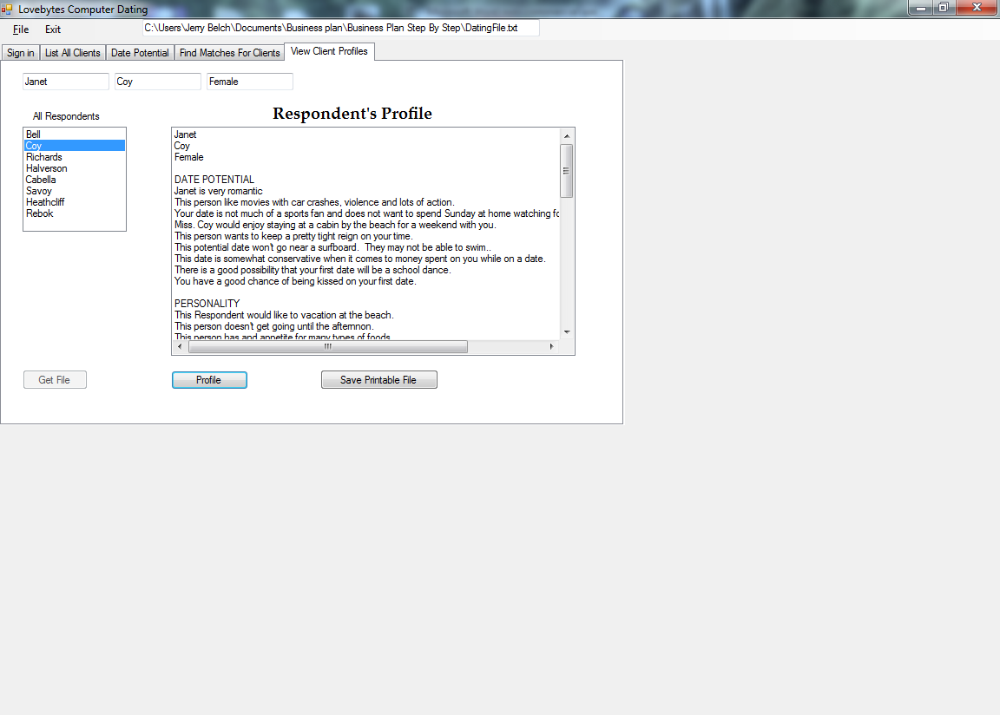 Lovebytes Computer Dating
File Exit C:\Users\Jerry Belch\Documents\Business plan\Business Plan Step By Step\DatingFile.txt
Sign in List All Clients Date Potential Find Matches For Clients View Client Profiles
Janet Coy Female
All Respondents
Respondent's Profile
Bell
Coy
Richards
Halverson
Cabella
Savoy
Heathcliff
Rebok
Janet
Coy
Female
DATE POTENTIAL
Janet is very romantic
This person like movies with car crashes, violence and lots of action.
Your date is not much of a sports fan and does not want to spend Sunday at home watching fo
Miss. Coy would enjoy staying at a cabin by the beach for a weekend with you.
This person wants to keep a pretty tight reign on your time.
This potential date won't go near a surfboard.  They may not be able to swim..
This date is somewhat conservative when it comes to money spent on you while on a date.
There is a good possibility that your first date will be a school dance.
You have a good chance of being kissed on your first date.
PERSONALITY
This Respondent would like to vacation at the beach.
This person doesn't get going until the afternnon.
This person has and appetite for many types of foods
Get File Profile Save Printable File